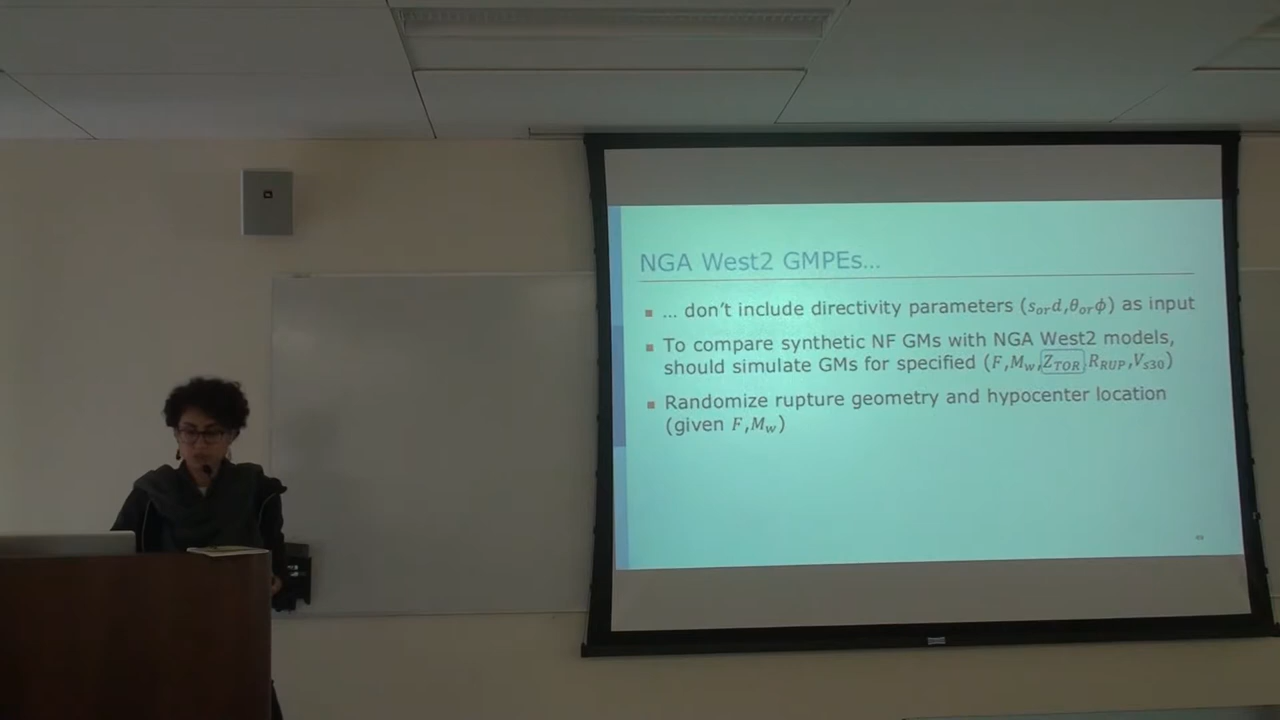 NGA West2 GMPEs...
... don't include directivity parameters (s_or d,θ_or ϕ) as input
To compare synthetic NF GMs with NGA West2 models,
should simulate GMs for specified (F,M_w,Z_TOR,R_RUP,V_s30)
Randomize rupture geometry and hypocenter location
(given F,M_w)